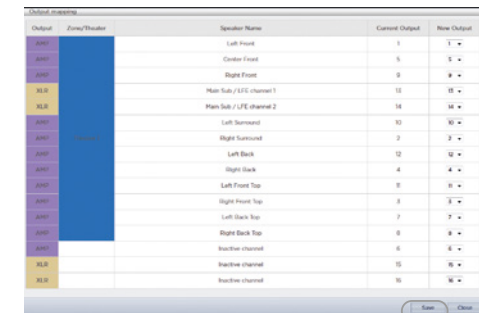 Output mapping
Output Zone/Theater Speaker Name Current Output New Output
AMP Left Front 1 1
AMP Center Front 5 5
AMP Right Front 9 9
XLR Main Sub / LFE channel 1 13 13
XLR Main Sub / LFE channel 2 14 14
AMP Left Surround 10 10
AMP Right Surround 2 2
AMP Left Back 12 12
AMP Right Back 4 4
AMP Left Front Top 11 11
AMP Right Front Top 3 3
AMP Left Back Top 7 7
AMP Right Back Top 8 8
AMP Inactive channel 6 6
XLR Inactive channel 15 15
XLR Inactive channel 16 16
Save Close